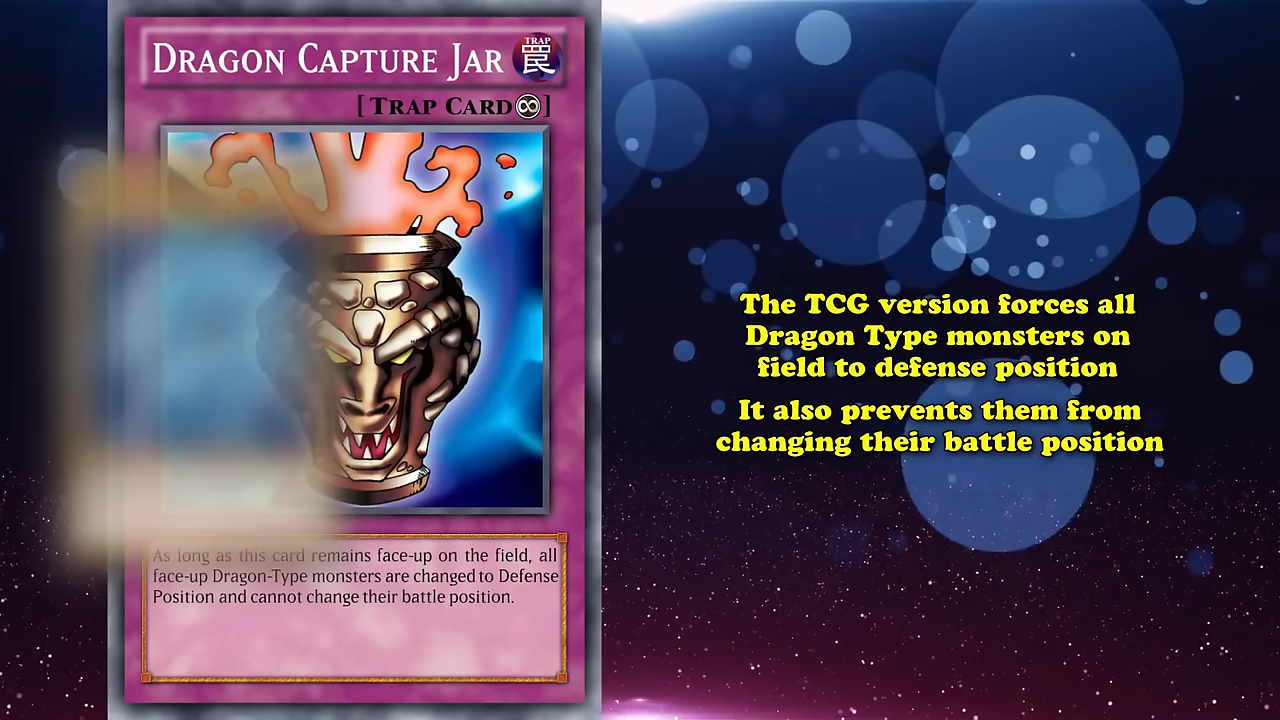 DRAGON CAPTURE JAR
TRAP
罠
[TRAP CARD∞]
As long as this card remains face-up on the field, all
face-up Dragon-Type monsters are changed to Defense
Position and cannot change their battle position.
The TCG version forces all
Dragon Type monsters on
field to defense position
It also prevents them from
changing their battle position